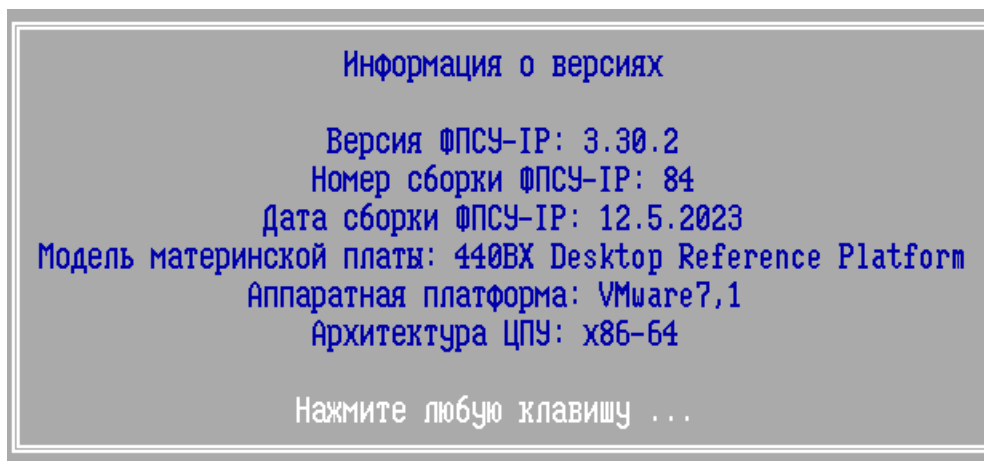 Информация о версиях
Версия ФПСУ-IP: 3.30.2
Номер сборки ФПСУ-IP: 84
Дата сборки ФПСУ-IP: 12.5.2023
Модель материнской платы: 440BX Desktop Reference Platform
Аппаратная платформа: VMware7,1
Архитектура ЦПУ: x86-64
Нажмите любую клавишу ...